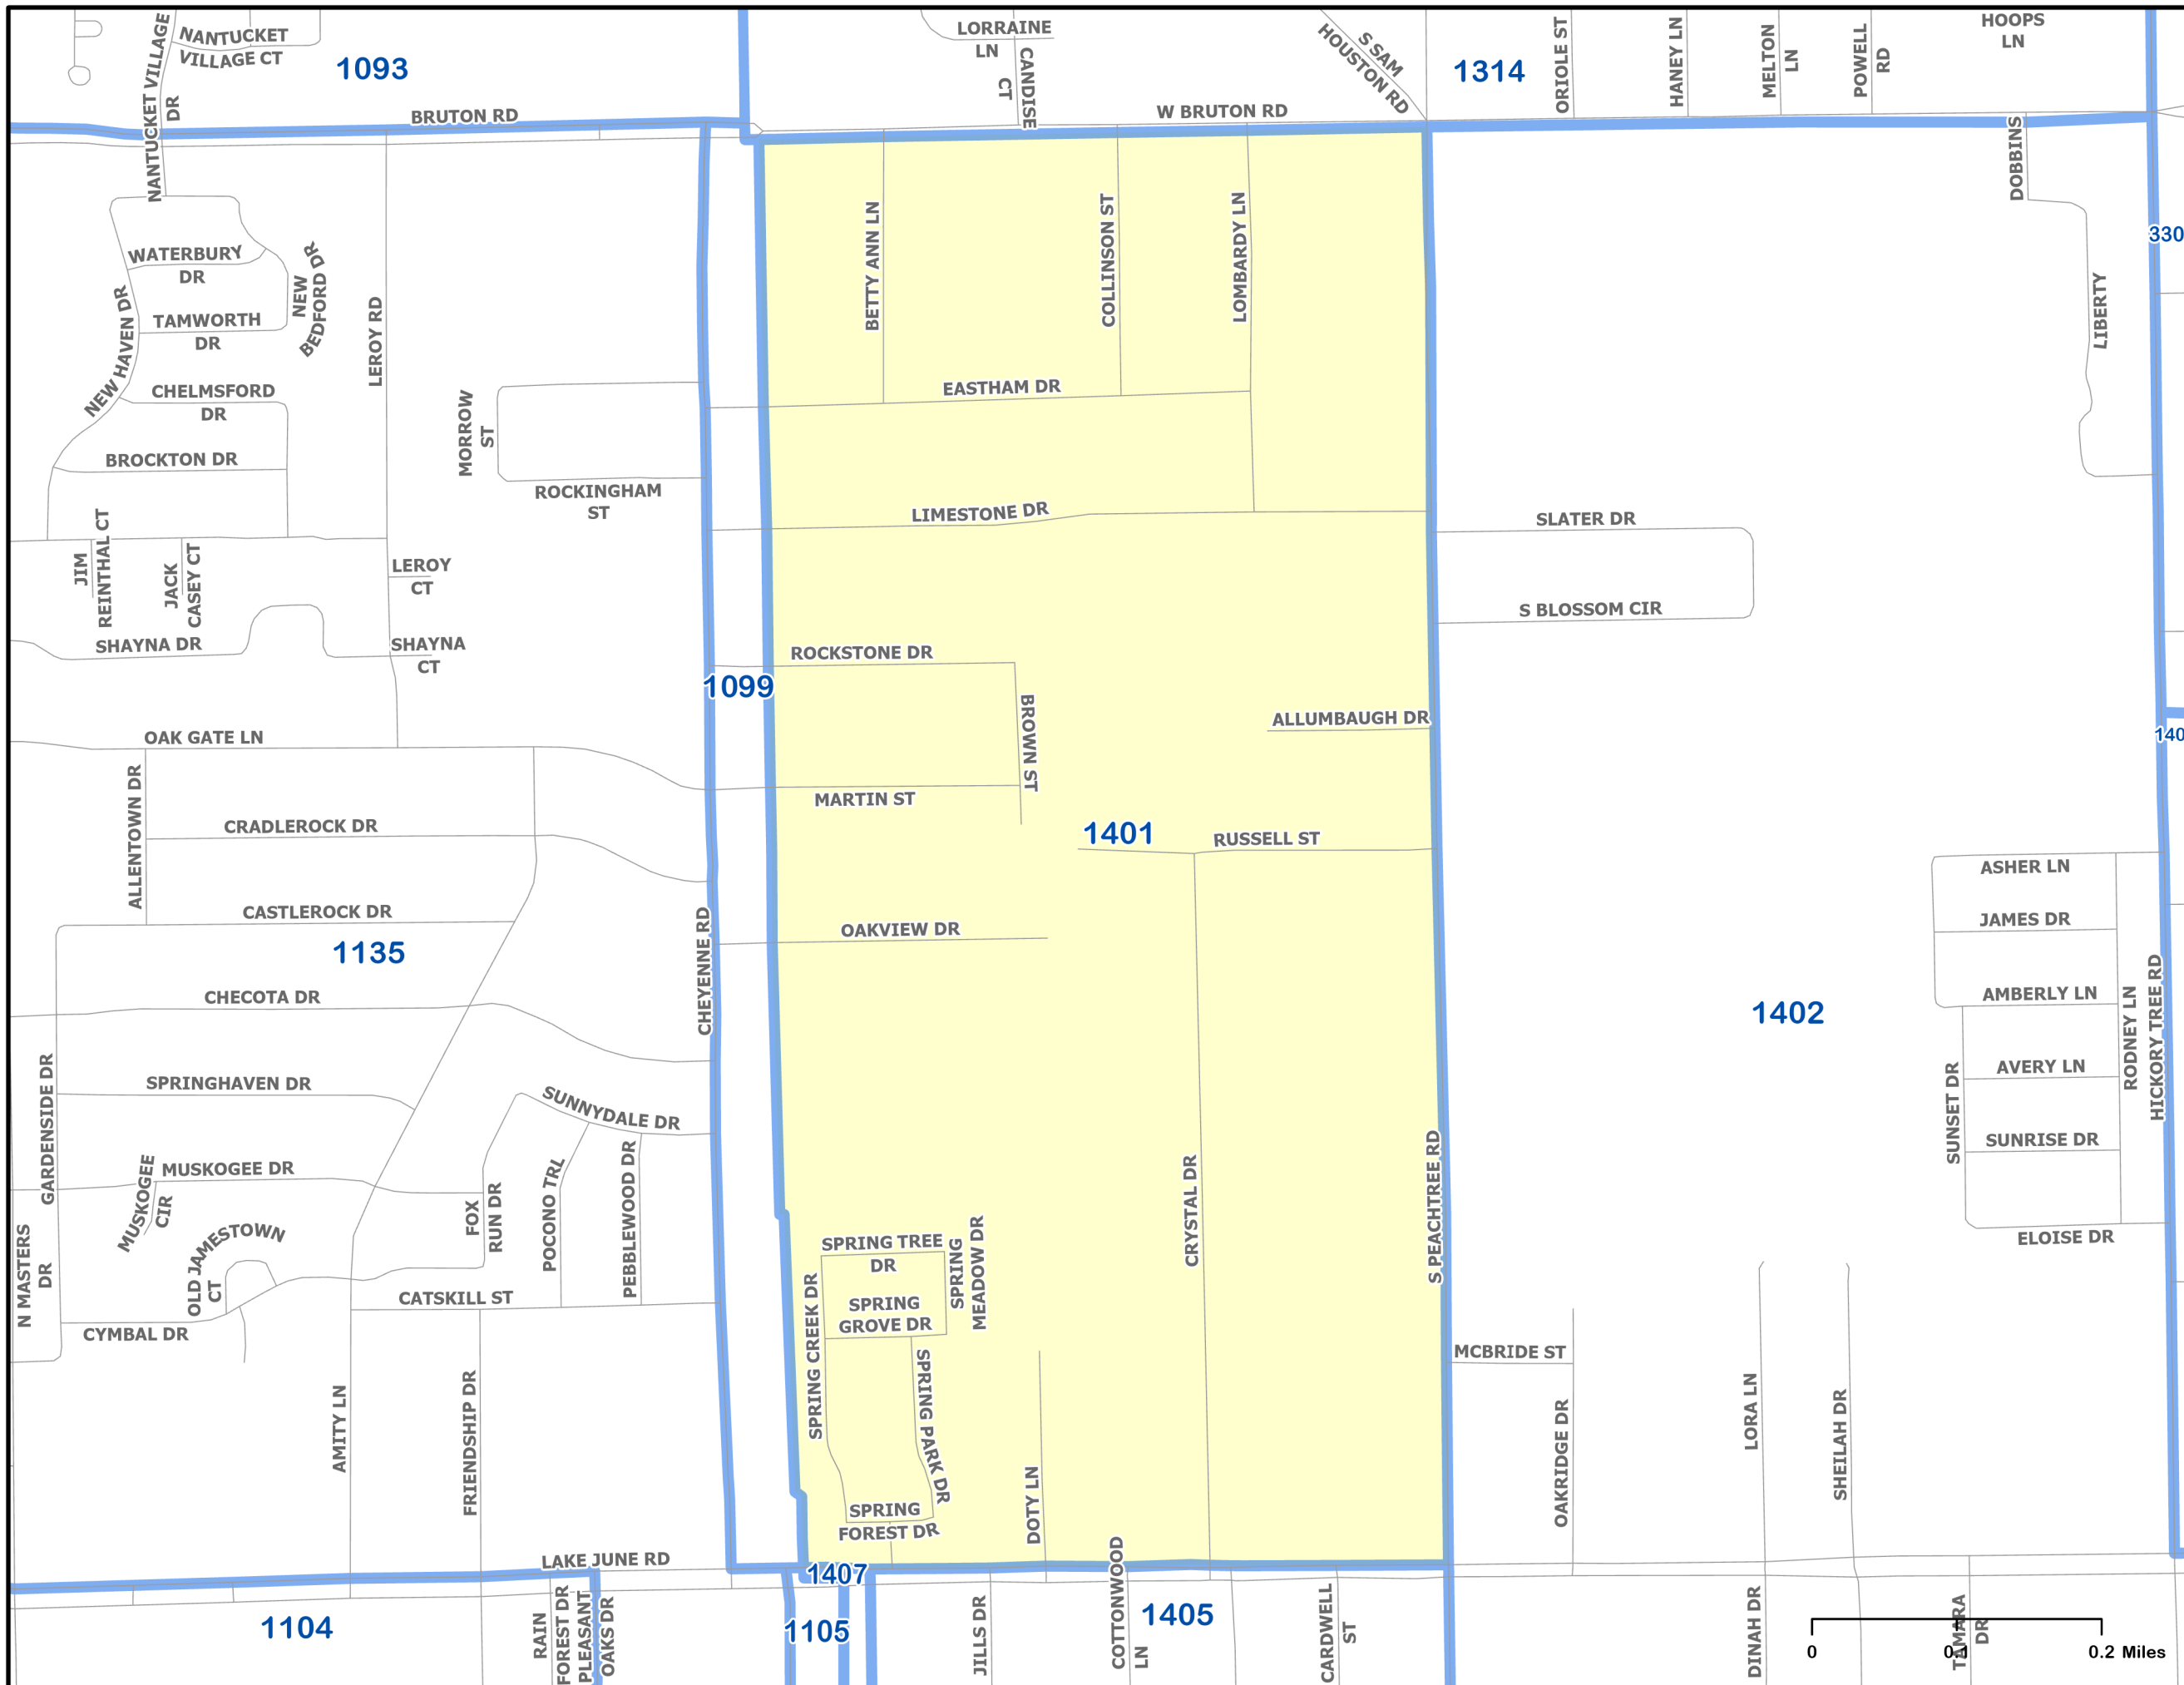 NANTUCKET
VILLAGE CT
NANTUCKET VILLAGE
DR
1093
BRUTON RD
LORRAINE
LN
CANDISE
CT
W BRUTON RD
S SAM
HOUSTON RD
1314
ORIOLE ST
HANEY LN
MELTON
LN
POWELL
RD
HOOPS
LN
DOBBINS
LIBERTY
330
WATERBURY
DR
NEW
BEDFORD DR
TAMWORTH
DR
NEW HAVEN DR
CHELMSFORD
DR
BROCKTON DR
LEROY RD
MORROW
ST
ROCKINGHAM
ST
BETTY ANN LN
COLLINSON ST
LOMBARDY LN
EASTHAM DR
LIMESTONE DR
SLATER DR
S BLOSSOM CIR
JIM
REINTHAL CT
JACK
CASEY CT
LEROY
CT
SHAYNA DR
SHAYNA
CT
ROCKSTONE DR
1099
BROWN ST
ALLUMBAUGH DR
140
OAK GATE LN
ALLENTOWN DR
MARTIN ST
CRADLEROCK DR
1401
RUSSELL ST
ASHER LN
CASTLEROCK DR
JAMES DR
1135
CHEYENNE RD
OAKVIEW DR
CHECOTA DR
1402
AMBERLY LN
RODNEY LN
HICKORY TREE RD
GARDENSIDE DR
SPRINGHAVEN DR
SUNNYDALE DR
AVERY LN
SUNSET DR
SUNRISE DR
MUSKOGEE DR
MUSKOGEE
CIR
FOX
RUN DR
POCONO TRL
PEBBLEWOOD DR
CRYSTAL DR
S PEACHTREE RD
ELOISE DR
N MASTERS
DR
OLD JAMESTOWN
CT
SPRING TREE
DR
SPRING
MEADOW DR
SPRING
GROVE DR
SPRING CREEK DR
CATSKILL ST
CYMBAL DR
MCBRIDE ST
AMITY LN
FRIENDSHIP DR
SPRING PARK DR
DOTY LN
OAKRIDGE DR
LORA LN
SHEILAH DR
SPRING
FOREST DR
LAKE JUNE RD
1407
COTTONWOOD
LN
1104
RAIN
FOREST DR
PLEASANT
OAKS DR
1105
JILLS DR
1405
CARDWELL
ST
DINAH DR
TAMARA
DR
0
0.1
0.2 Miles